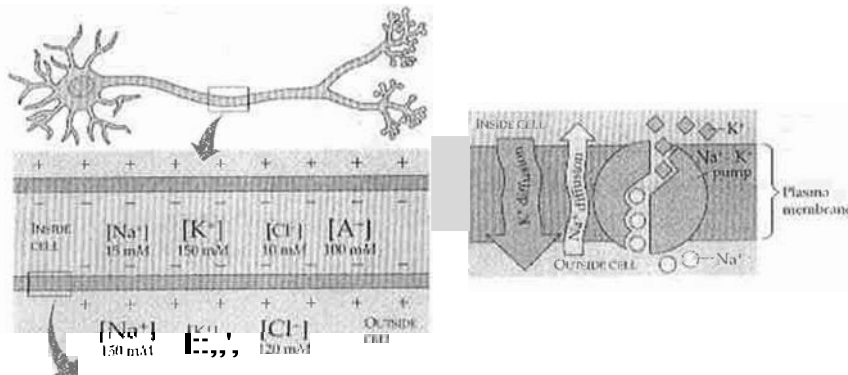 + + + + + + +
− − − − − − −
INSIDE
CELL
[Na⁺]
15 mM
[K⁺]
150 mM
[Cl⁻]
10 mM
[A⁻]
100 mM
− − − − − −
+ + + + + +
[Na⁺]
150 mM
[Cl⁻]
120 mM
OUTSIDE
CELL
INSIDE CELL
K⁺ diffusion
Na⁺ diffusion
K⁺
Na⁺ K⁺
pump
Plasma
membrane
OUTSIDE CELL
Na⁺